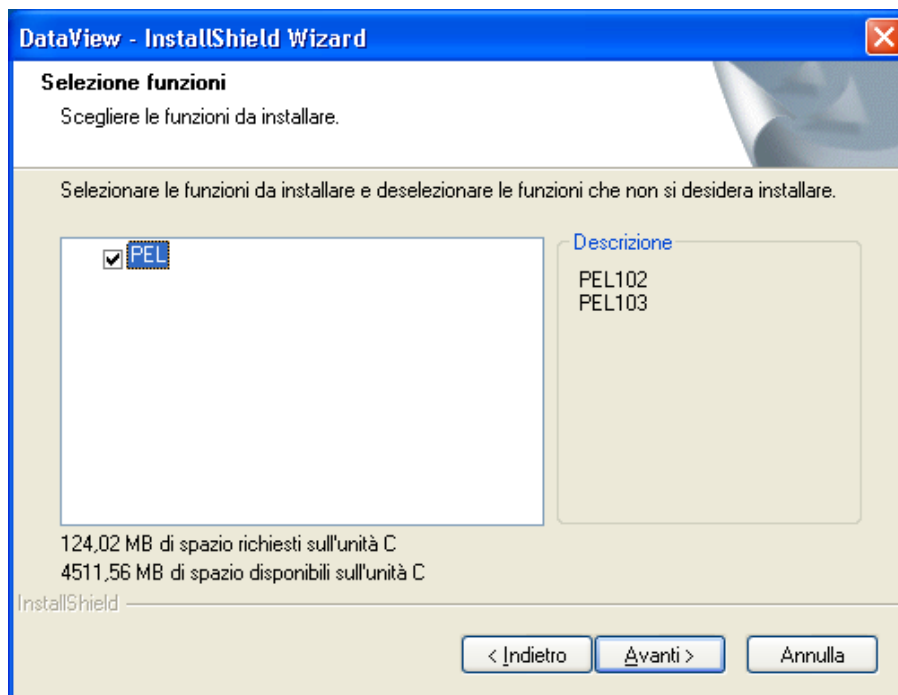 DataView - InstallShield Wizard
Selezione funzioni
Scegliere le funzioni da installare.
Selezionare le funzioni da installare e deselezionare le funzioni che non si desidera installare.
PEL
Descrizione
PEL102
PEL103
124,02 MB di spazio richiesti sull'unità C
4511,56 MB di spazio disponibili sull'unità C
InstallShield
< Indietro
Avanti >
Annulla